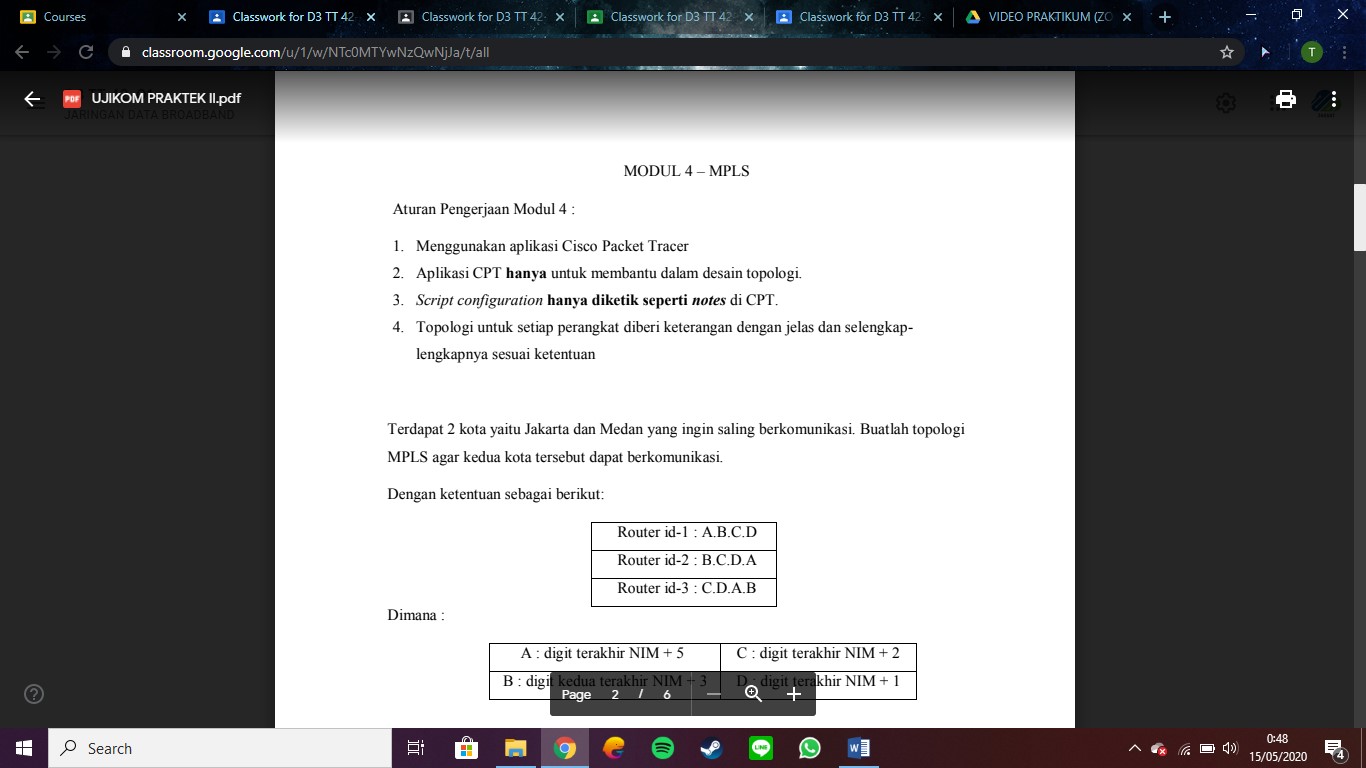 Courses
Classwork for D3 TT 42-
Classwork for D3 TT 42-
Classwork for D3 TT 42-
Classwork for D3 TT 42-
VIDEO PRAKTIKUM (ZO
classroom.google.com/u/1/w/NTc0MTYwNzQwNjJa/t/all
T
PDF
UJIKOM PRAKTEK II.pdf
JARINGAN DATA BROADBAND
MODUL 4 – MPLS
Aturan Pengerjaan Modul 4 :
1. Menggunakan aplikasi Cisco Packet Tracer
2. Aplikasi CPT hanya untuk membantu dalam desain topologi.
3. Script configuration hanya diketik seperti notes di CPT.
4. Topologi untuk setiap perangkat diberi keterangan dengan jelas dan selengkap-
lengkapnya sesuai ketentuan
Terdapat 2 kota yaitu Jakarta dan Medan yang ingin saling berkomunikasi. Buatlah topologi
MPLS agar kedua kota tersebut dapat berkomunikasi.
Dengan ketentuan sebagai berikut:
Router id-1 : A.B.C.D
Router id-2 : B.C.D.A
Router id-3 : C.D.A.B
Dimana :
A : digit terakhir NIM + 5
C : digit terakhir NIM + 2
B : digit kedua terakhir NIM + 3
D : digit terakhir NIM + 1
Page 2 / 6
Search
LINE
0:48
15/05/2020
4